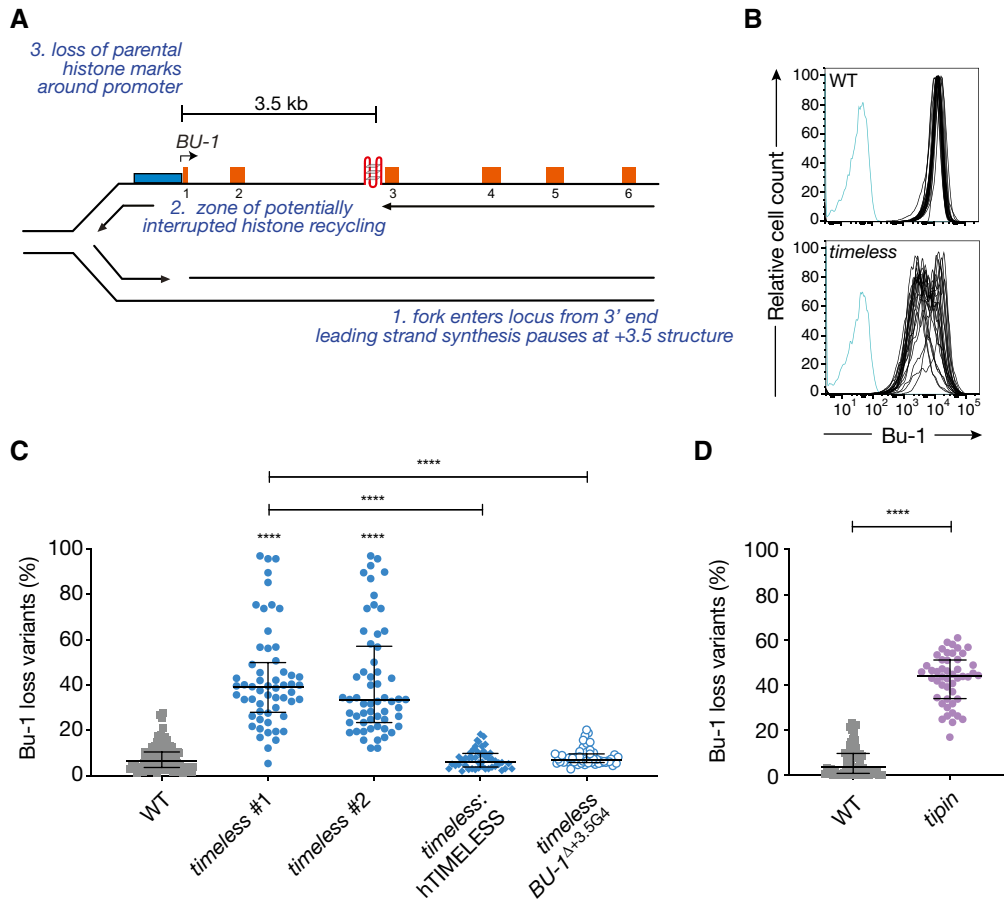 A
3. loss of parental
histone marks
around promoter
3.5 kb
BU-1
1 2 3 4 5 6
2. zone of potentially
interrupted histone recycling
1. fork enters locus from 3' end
leading strand synthesis pauses at +3.5 structure
B
Relative cell count
WT
100
80
60
40
20
0
timeless
100
80
60
40
20
0
10¹ 10² 10³ 10⁴ 10⁵
Bu-1
C
Bu-1 loss variants (%)
100
80
60
40
20
0
****
****
**** ****
WT
timeless #1
timeless #2
timeless:
hTIMELESS
timeless
BU-1^Δ+3.5G4
D
Bu-1 loss variants (%)
100
80
60
40
20
0
****
WT
tipin